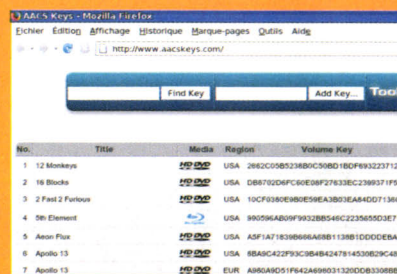 AACS Keys - Mozilla Firefox
Fichier Édition Affichage Historique Marque-pages Outils Aide
http://www.aacskeys.com/
Find Key Add Key... Too
No. Title Media Region Volume Key
1 12 Monkeys HD DVD USA
2 16 Blocks HD DVD USA
3 2 Fast 2 Furious HD DVD USA
4 5th Element USA
5 Aeon Flux HD DVD USA
6 Apollo 13 HD DVD USA
7 Apollo 13 HD DVD EUR